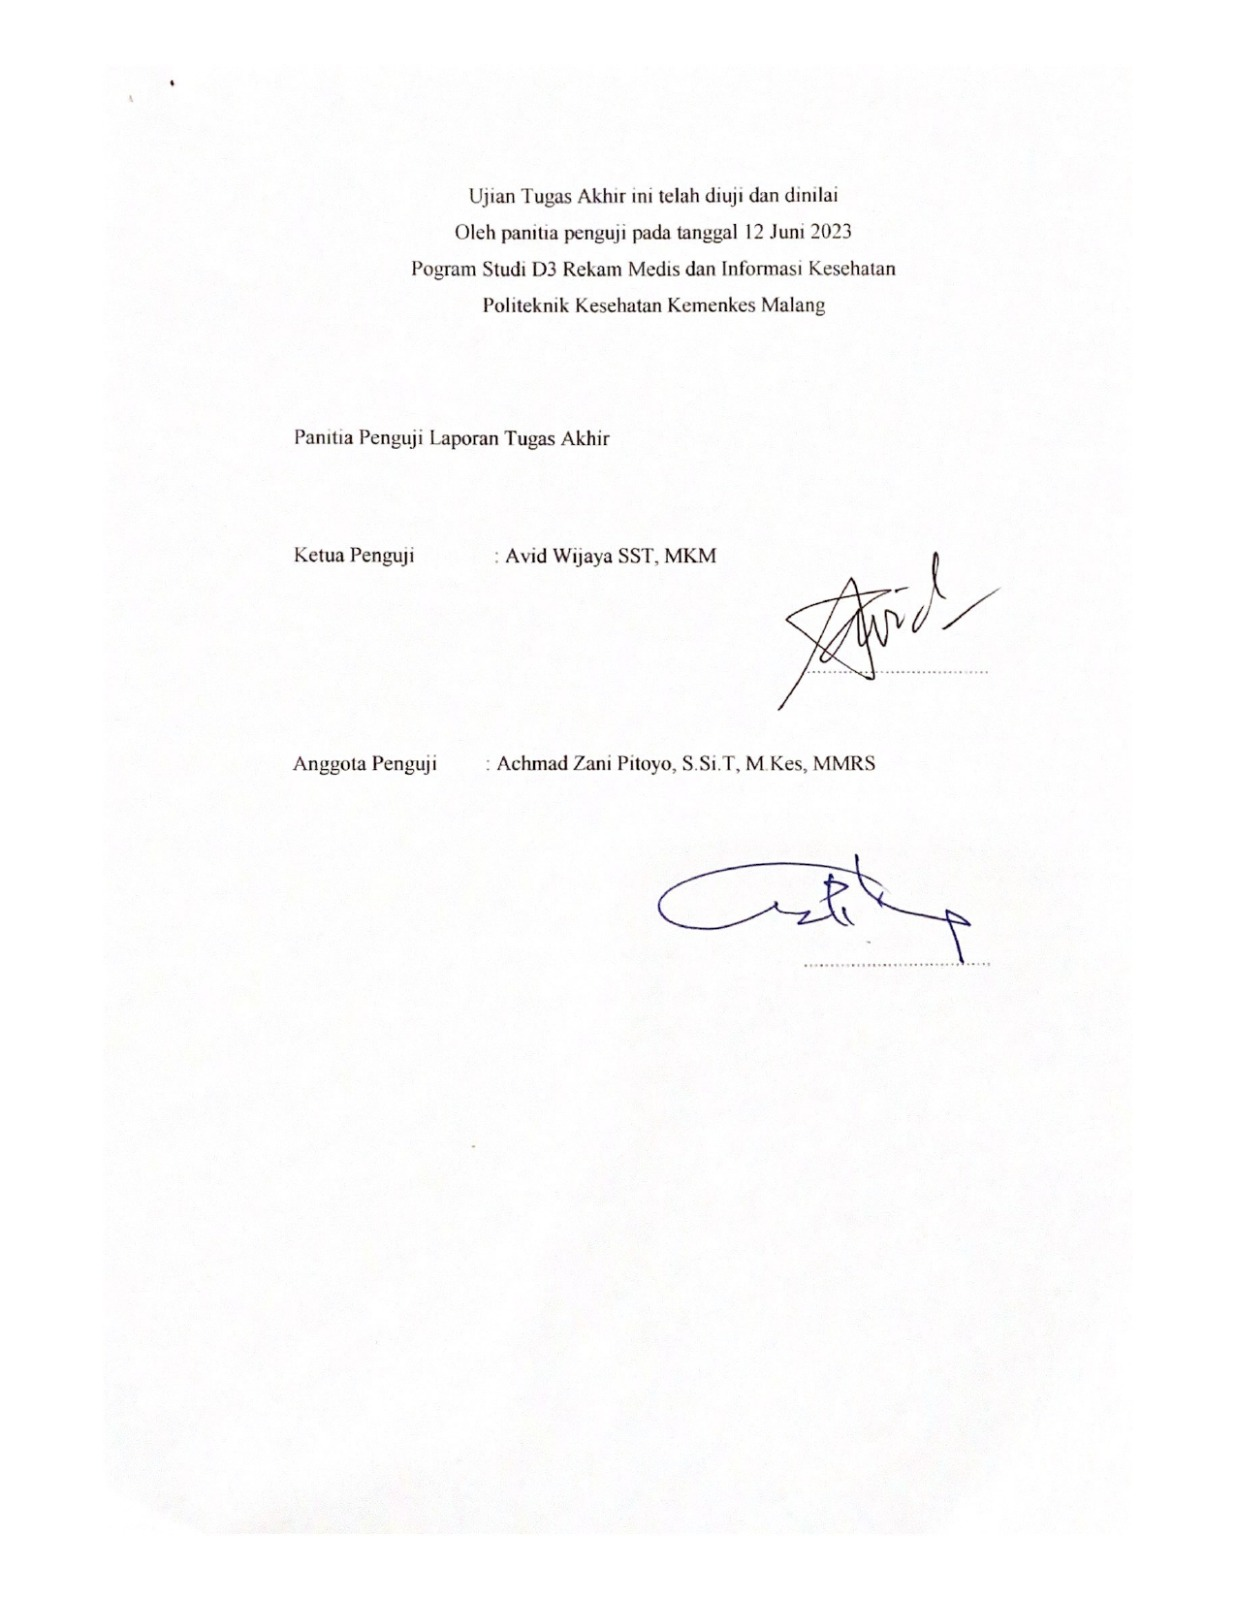 Ujian Tugas Akhir ini telah diuji dan dinilai
Oleh panitia penguji pada tanggal 12 Juni 2023
Pogram Studi D3 Rekam Medis dan Informasi Kesehatan
Politeknik Kesehatan Kemenkes Malang
Panitia Penguji Laporan Tugas Akhir
Ketua Penguji : Avid Wijaya SST, MKM
Avid
Anggota Penguji : Achmad Zani Pitoyo, S.Si.T, M.Kes, MMRS